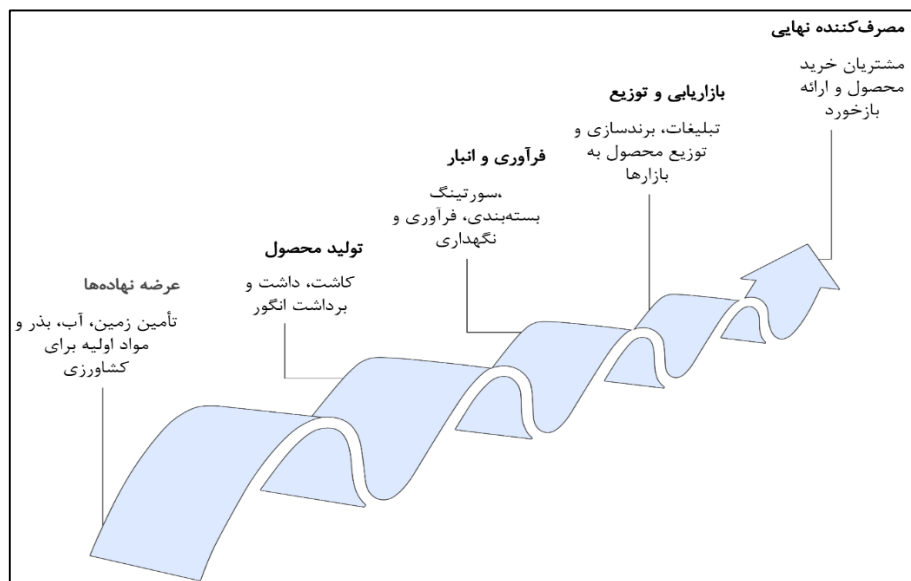 مصرف‌کننده نهایی
مشتریان خرید
محصول و ارائه
بازخورد
بازاریابی و توزیع
تبلیغات، برندسازی و
توزیع محصول به
بازارها
فرآوری و انبار
،سورتینگ
بسته‌بندی، فرآوری و
نگهداری
تولید محصول
کاشت، داشت و
برداشت انگور
عرضه نهاده‌ها
تأمین زمین، آب، بذر و
مواد اولیه برای
کشاورزی